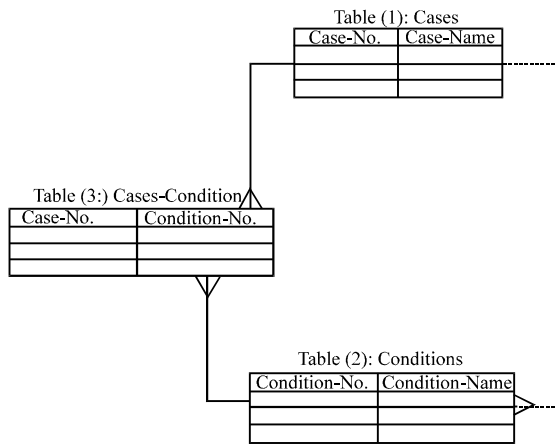 Table (1): Cases
Case-No. Case-Name
Table (3:) Cases-Condition
Case-No. Condition-No.
Table (2): Conditions
Condition-No. Condition-Name